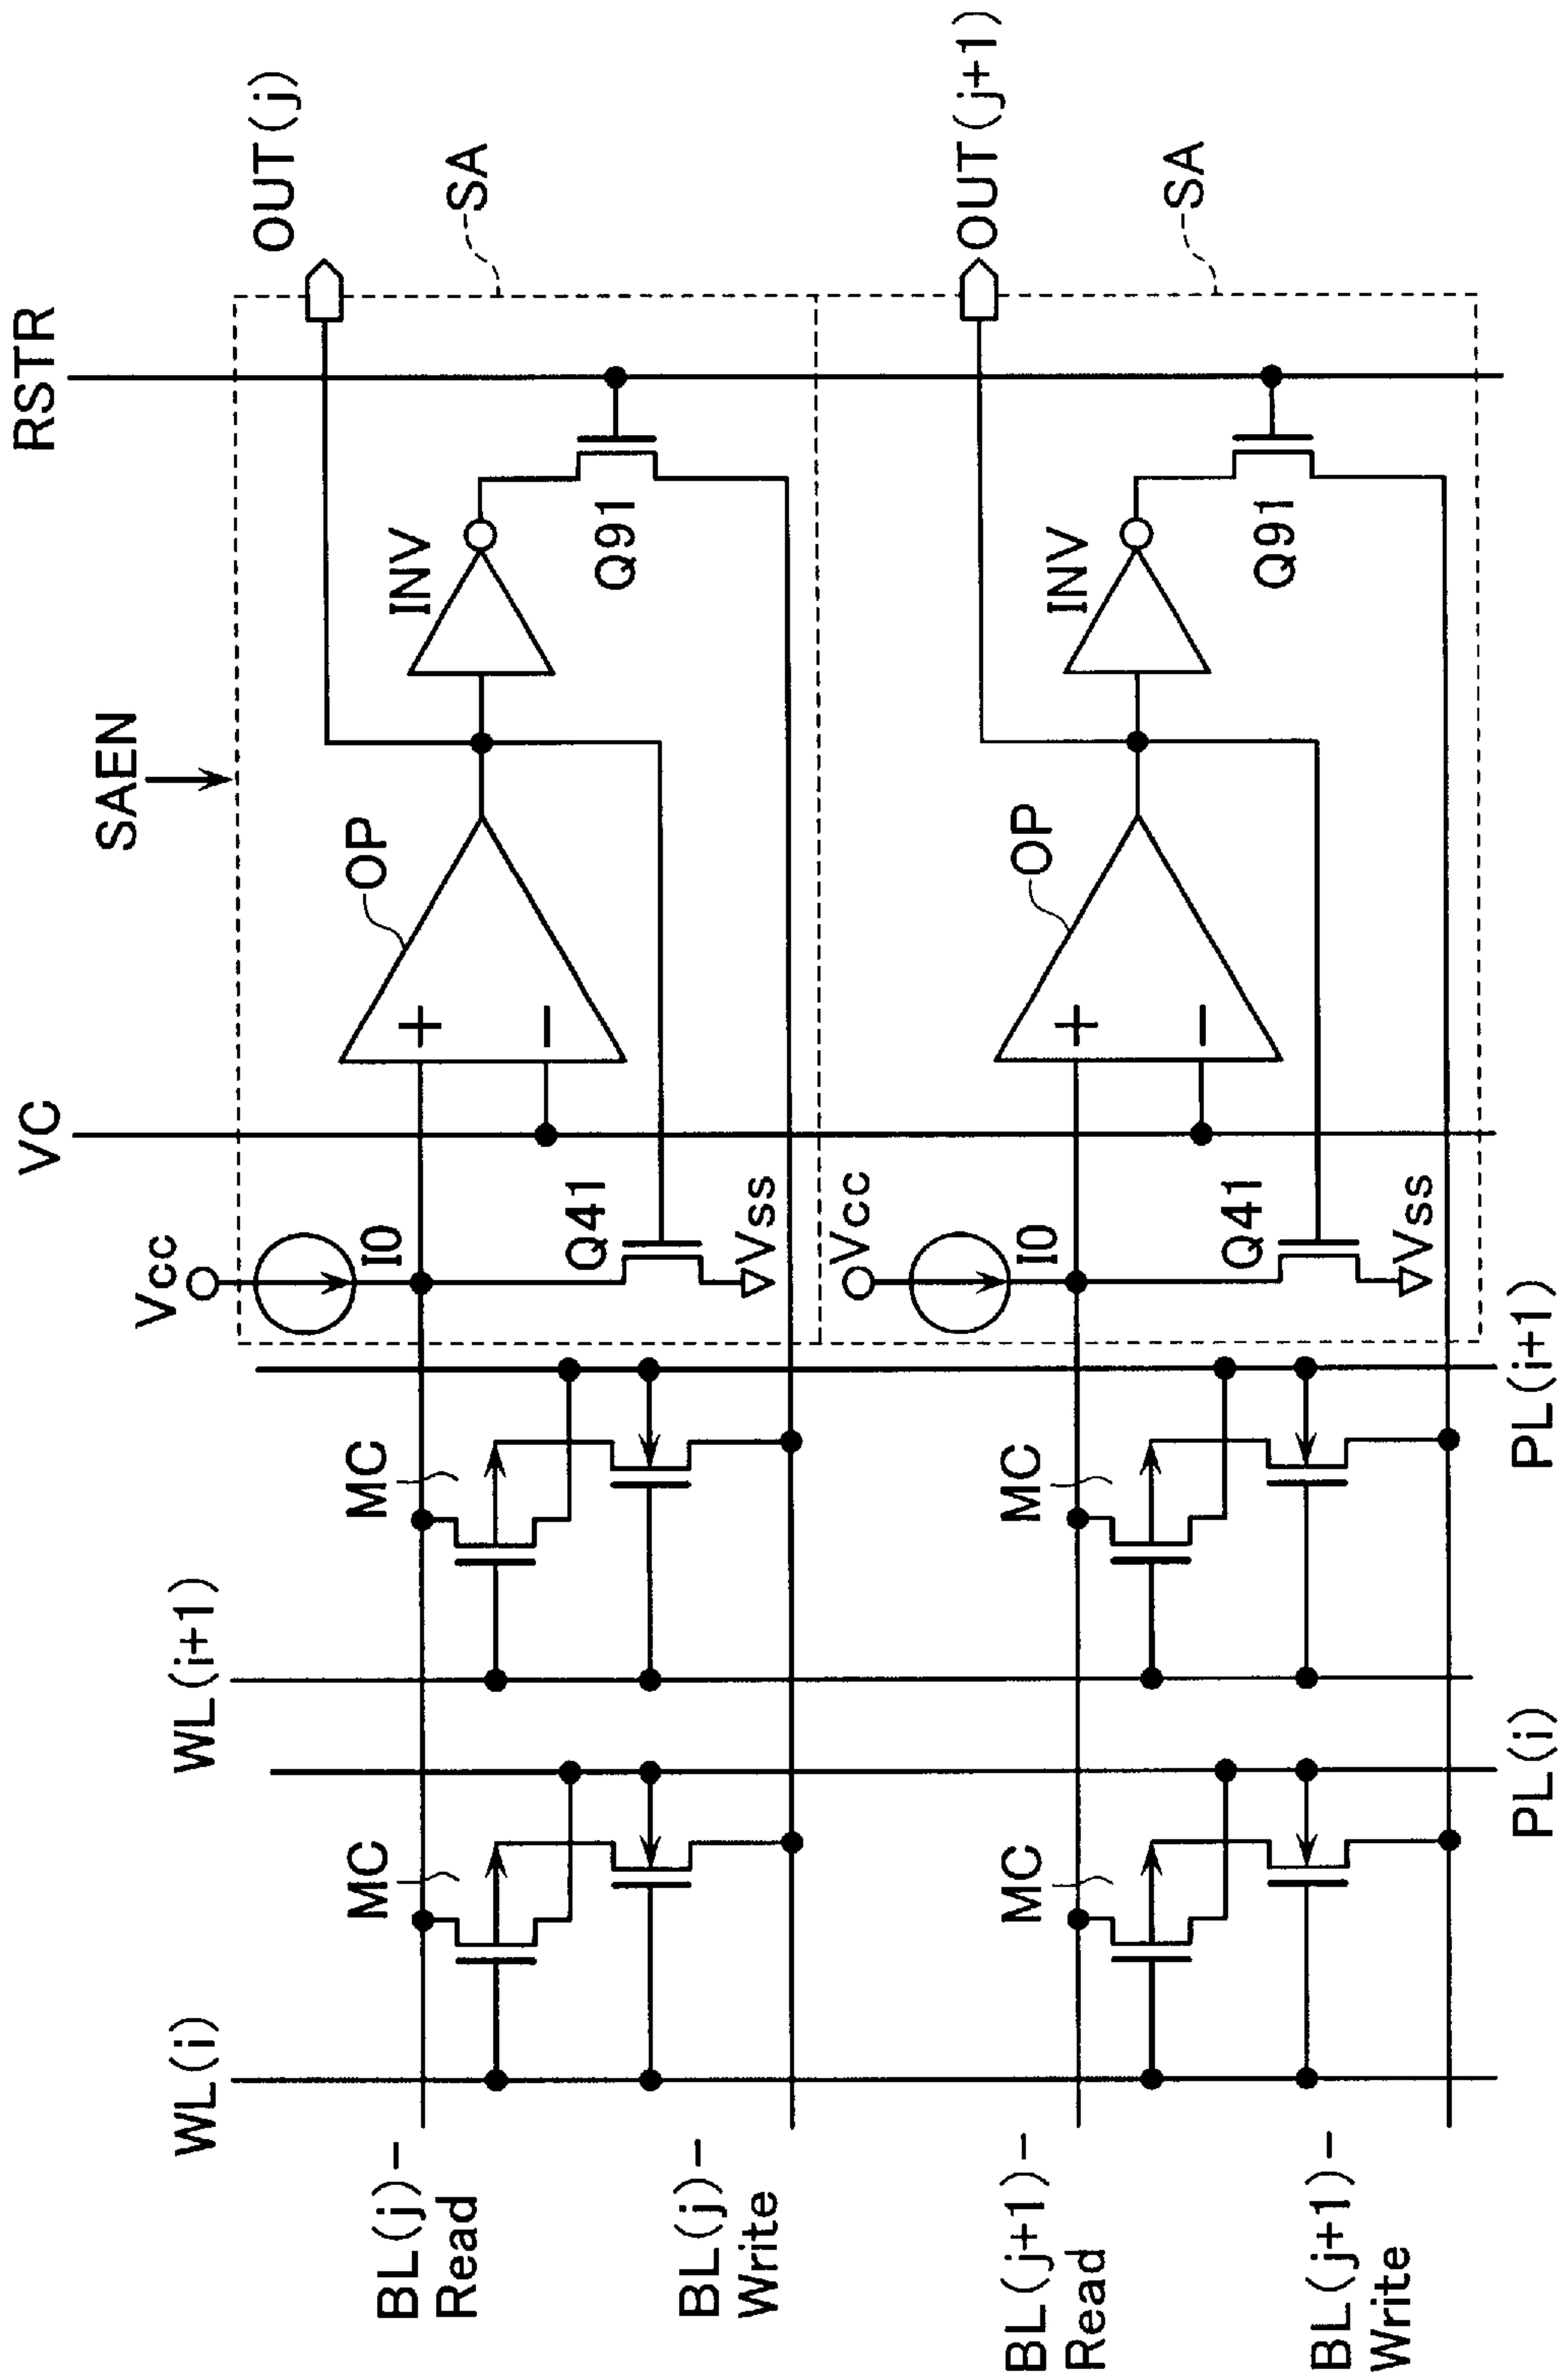 WL(i)
WL(i+1)
VC
SAEN
RSTR
Vcc
I0
Q41
Vss
OP
+
−
INV
Q91
OUT(j)
SA
MC
MC
BL(j)-
Read
BL(j)-
Write
Vcc
I0
Q41
Vss
OP
+
−
INV
Q91
OUT(j+1)
SA
MC
MC
BL(j+1)-
Read
BL(j+1)-
Write
PL(i)
PL(i+1)